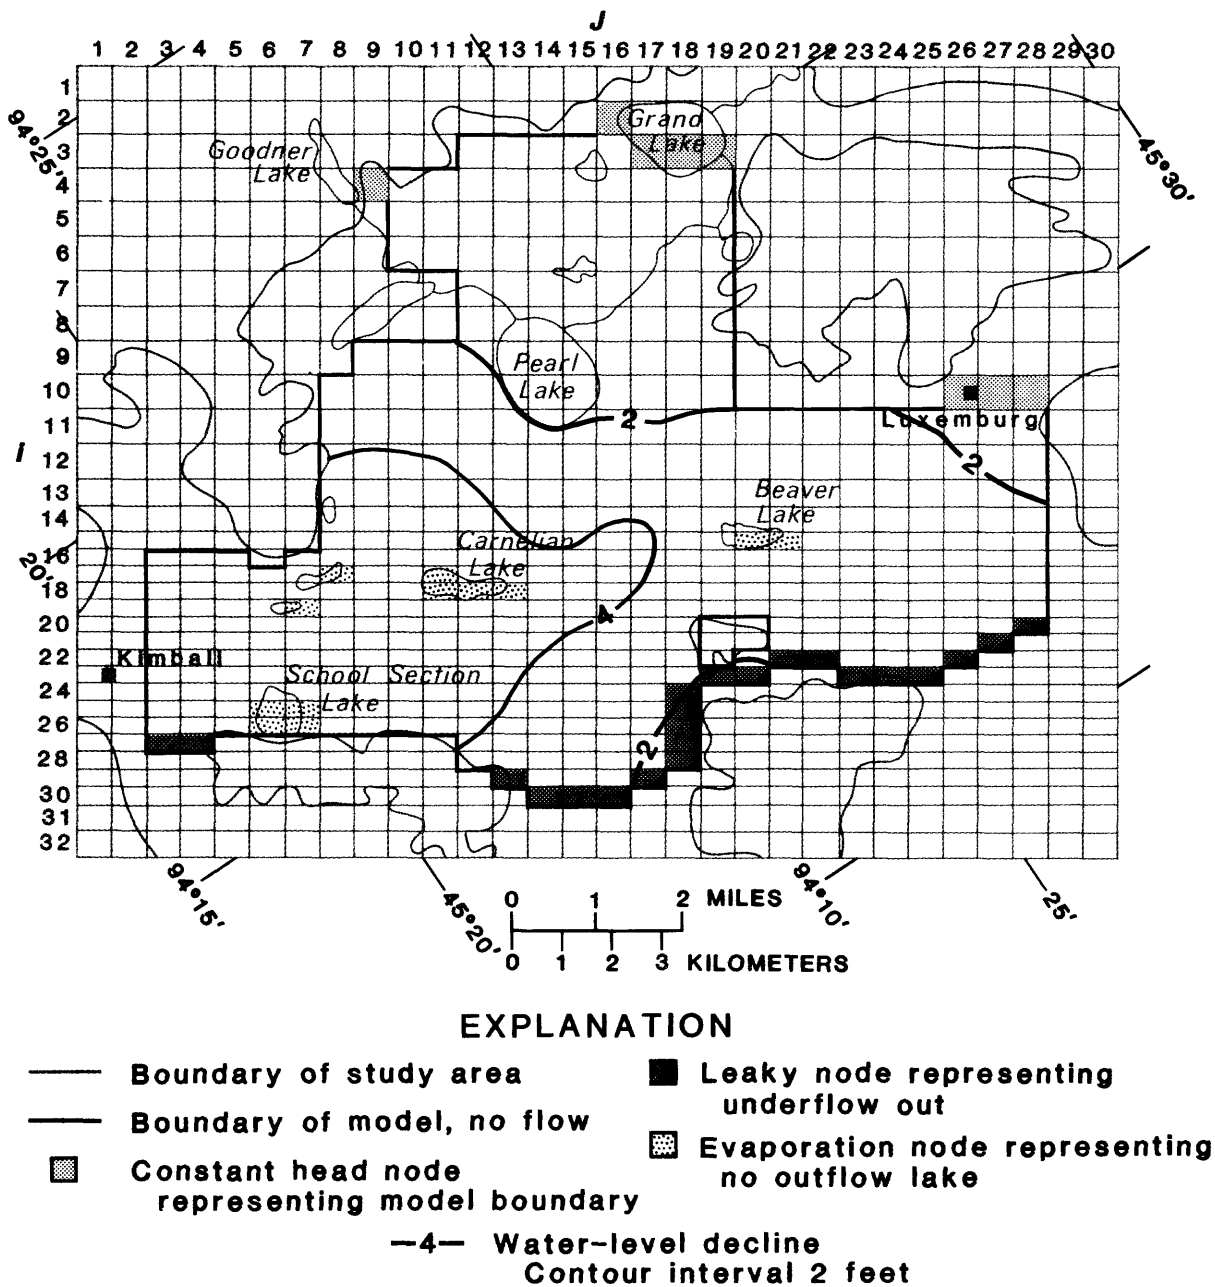 J
1 2 3 4 5 6 7 8 9 10 11 12 13 14 15 16 17 18 19 20 21 22 23 24 25 26 27 28 29 30
1
2
94°25'
Grand
Lake
3
Goodner
Lake
45°30'
4
5
6
7
8
9
Pearl
Lake
10
11
2
Luxemburg
I
12
2
13
Beaver
Lake
14
Carnelian
Lake
16
20'
18
20
4
Kimball
22
School Section
Lake
24
26
28
2
30
31
32
94°15'
45°20'
94°10'
25'
0 1 2 MILES
0 1 2 3 KILOMETERS
EXPLANATION
Boundary of study area
Boundary of model, no flow
Constant head node
representing model boundary
Leaky node representing
underflow out
Evaporation node representing
no outflow lake
—4— Water-level decline
Contour interval 2 feet